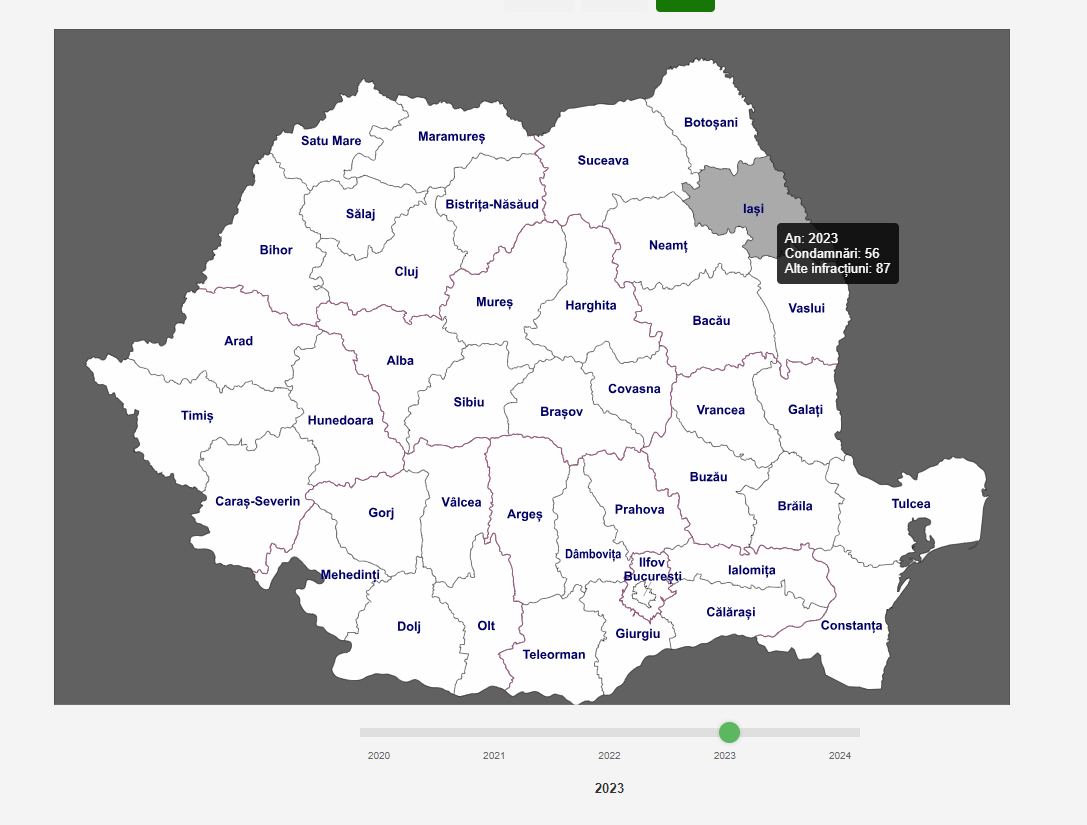 Botoșani
Satu Mare
Maramureș
Suceava
Bistrița-Năsăud
Iași
Sălaj
An: 2023
Condamnări: 56
Alte infracțiuni: 87
Bihor
Neamț
Cluj
Mureș
Harghita
Vaslui
Bacău
Arad
Alba
Covasna
Sibiu
Brașov
Vrancea
Galați
Timiș
Hunedoara
Buzău
Caraș-Severin
Vâlcea
Tulcea
Gorj
Argeș
Prahova
Brăila
Dâmbovița
Ilfov
București
Ialomița
Mehedinți
Călărași
Dolj
Olt
Giurgiu
Constanța
Teleorman
2020 2021 2022 2023 2024
2023